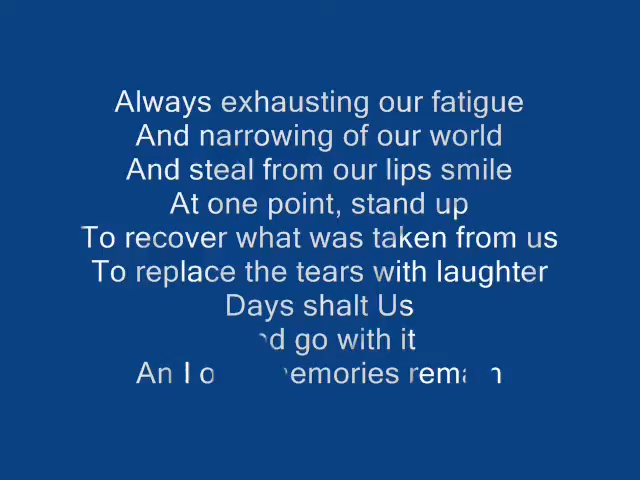 Always exhausting our fatigue
And narrowing of our world
And steal from our lips smile
At one point, stand up
To recover what was taken from us
To replace the tears with laughter
Days shalt Us
go with it
remain